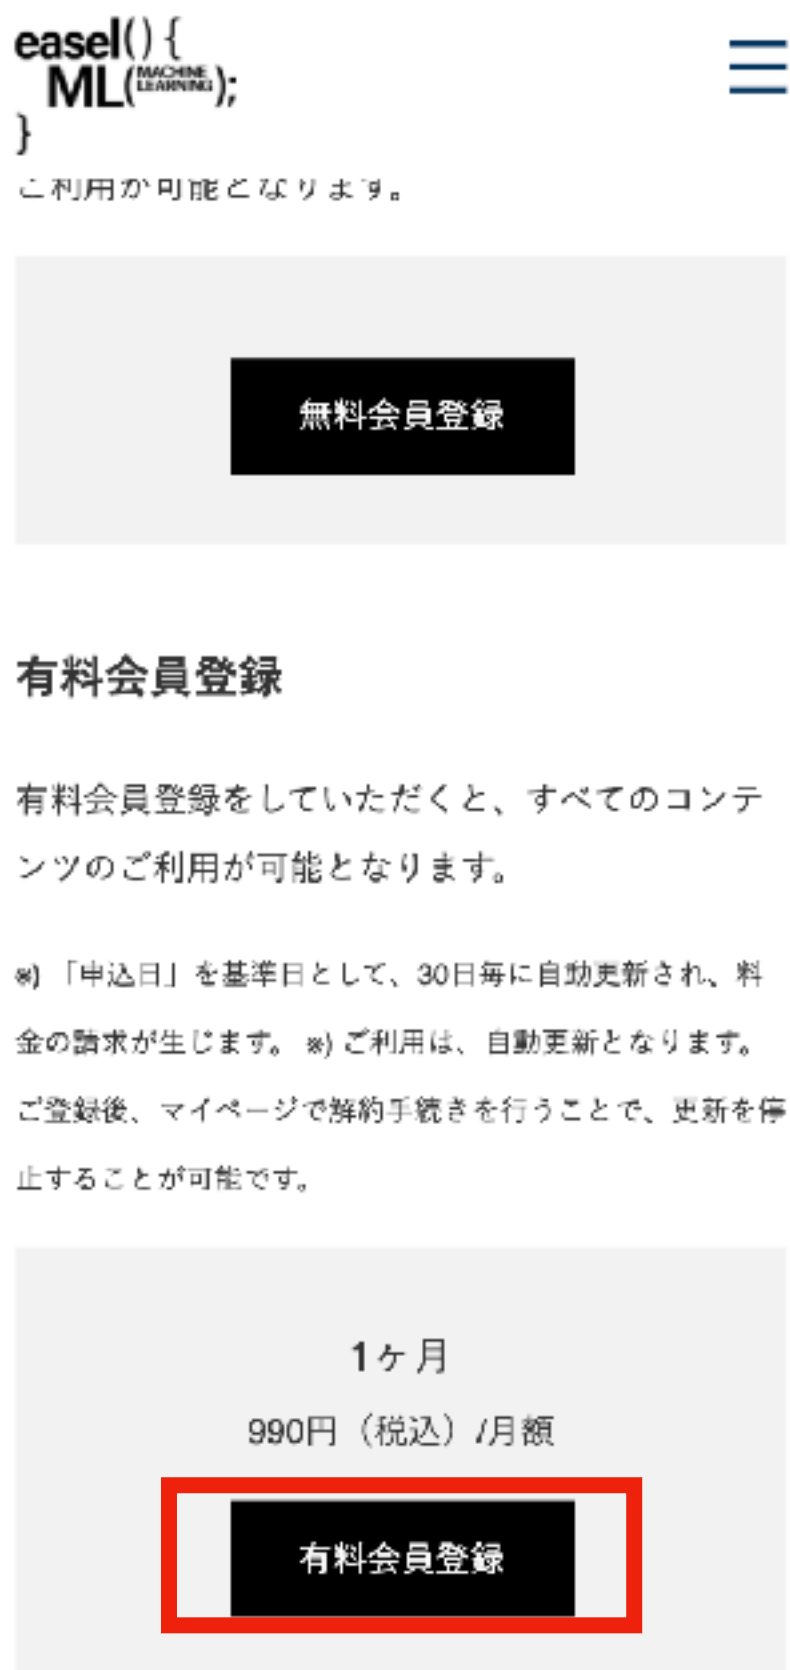 easel() {
ML(MACHINE LEARNING);
}
ご利用が可能となります。
無料会員登録
有料会員登録
有料会員登録をしていただくと、すべてのコンテ
ンツのご利用が可能となります。
※) 「申込日」を基準日として、30日毎に自動更新され、料
金の請求が生じます。 ※) ご利用は、自動更新となります。
ご登録後、マイページで解約手続きを行うことで、更新を停
止することが可能です。
1ヶ月
990円（税込）/月額
有料会員登録